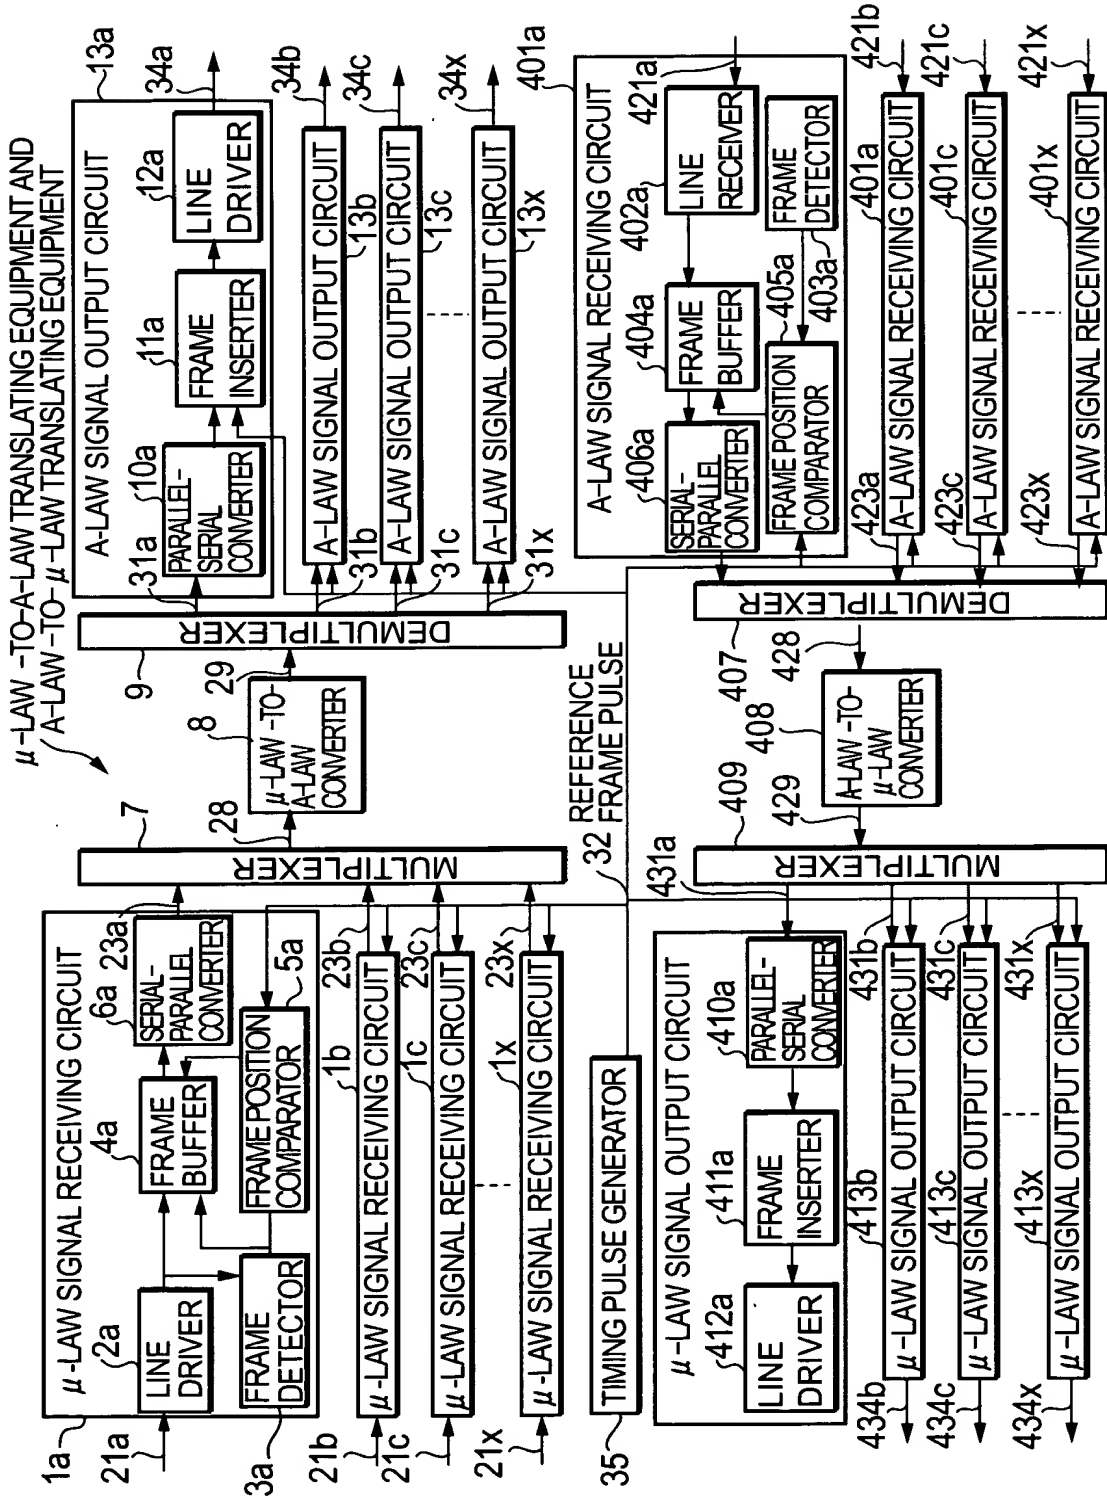 μ-LAW -TO-A-LAW TRANSLATING EQUIPMENT AND
A-LAW-TO-μ-LAW TRANSLATING EQUIPMENT
1a
μ-LAW SIGNAL RECEIVING CIRCUIT
21a
2a
LINE
DRIVER
3a
FRAME
DETECTOR
4a
FRAME
BUFFER
5a
FRAME POSITION
COMPARATOR
6a
SERIAL-
PARALLEL
CONVERTER
23a
21b
1b
μ-LAW SIGNAL RECEIVING CIRCUIT
23b
21c
1c
μ-LAW SIGNAL RECEIVING CIRCUIT
23c
21x
1x
μ-LAW SIGNAL RECEIVING CIRCUIT
23x
7
MULTIPLEXER
28
8
μ-LAW -TO-
A-LAW
CONVERTER
29
9
DEMULTIPLEXER
13a
A-LAW SIGNAL OUTPUT CIRCUIT
31a
10a
PARALLEL-
SERIAL
CONVERTER
11a
FRAME
INSERTER
12a
LINE
DRIVER
34a
31b
A-LAW SIGNAL OUTPUT CIRCUIT
13b
34b
31c
A-LAW SIGNAL OUTPUT CIRCUIT
13c
34c
31x
A-LAW SIGNAL OUTPUT CIRCUIT
13x
34x
35
TIMING PULSE GENERATOR
32
REFERENCE
FRAME PULSE
μ-LAW SIGNAL OUTPUT CIRCUIT
412a
LINE
DRIVER
411a
FRAME
INSERTER
410a
PARALLEL-
SERIAL
CONVERTER
431a
434b
413b
μ-LAW SIGNAL OUTPUT CIRCUIT
431b
434c
413c
μ-LAW SIGNAL OUTPUT CIRCUIT
431c
434x
413x
μ-LAW SIGNAL OUTPUT CIRCUIT
431x
409
MULTIPLEXER
429
408
A-LAW -TO-
μ-LAW
CONVERTER
428
407
DEMULTIPLEXER
401a
A-LAW SIGNAL RECEIVING CIRCUIT
406a
SERIAL-
PARALLEL
CONVERTER
404a
FRAME
BUFFER
402a
LINE
RECEIVER
421a
405a
FRAME POSITION
COMPARATOR
403a
FRAME
DETECTOR
423a
A-LAW SIGNAL RECEIVING CIRCUIT
401a
421b
423c
A-LAW SIGNAL RECEIVING CIRCUIT
401c
421c
423x
A-LAW SIGNAL RECEIVING CIRCUIT
401x
421x